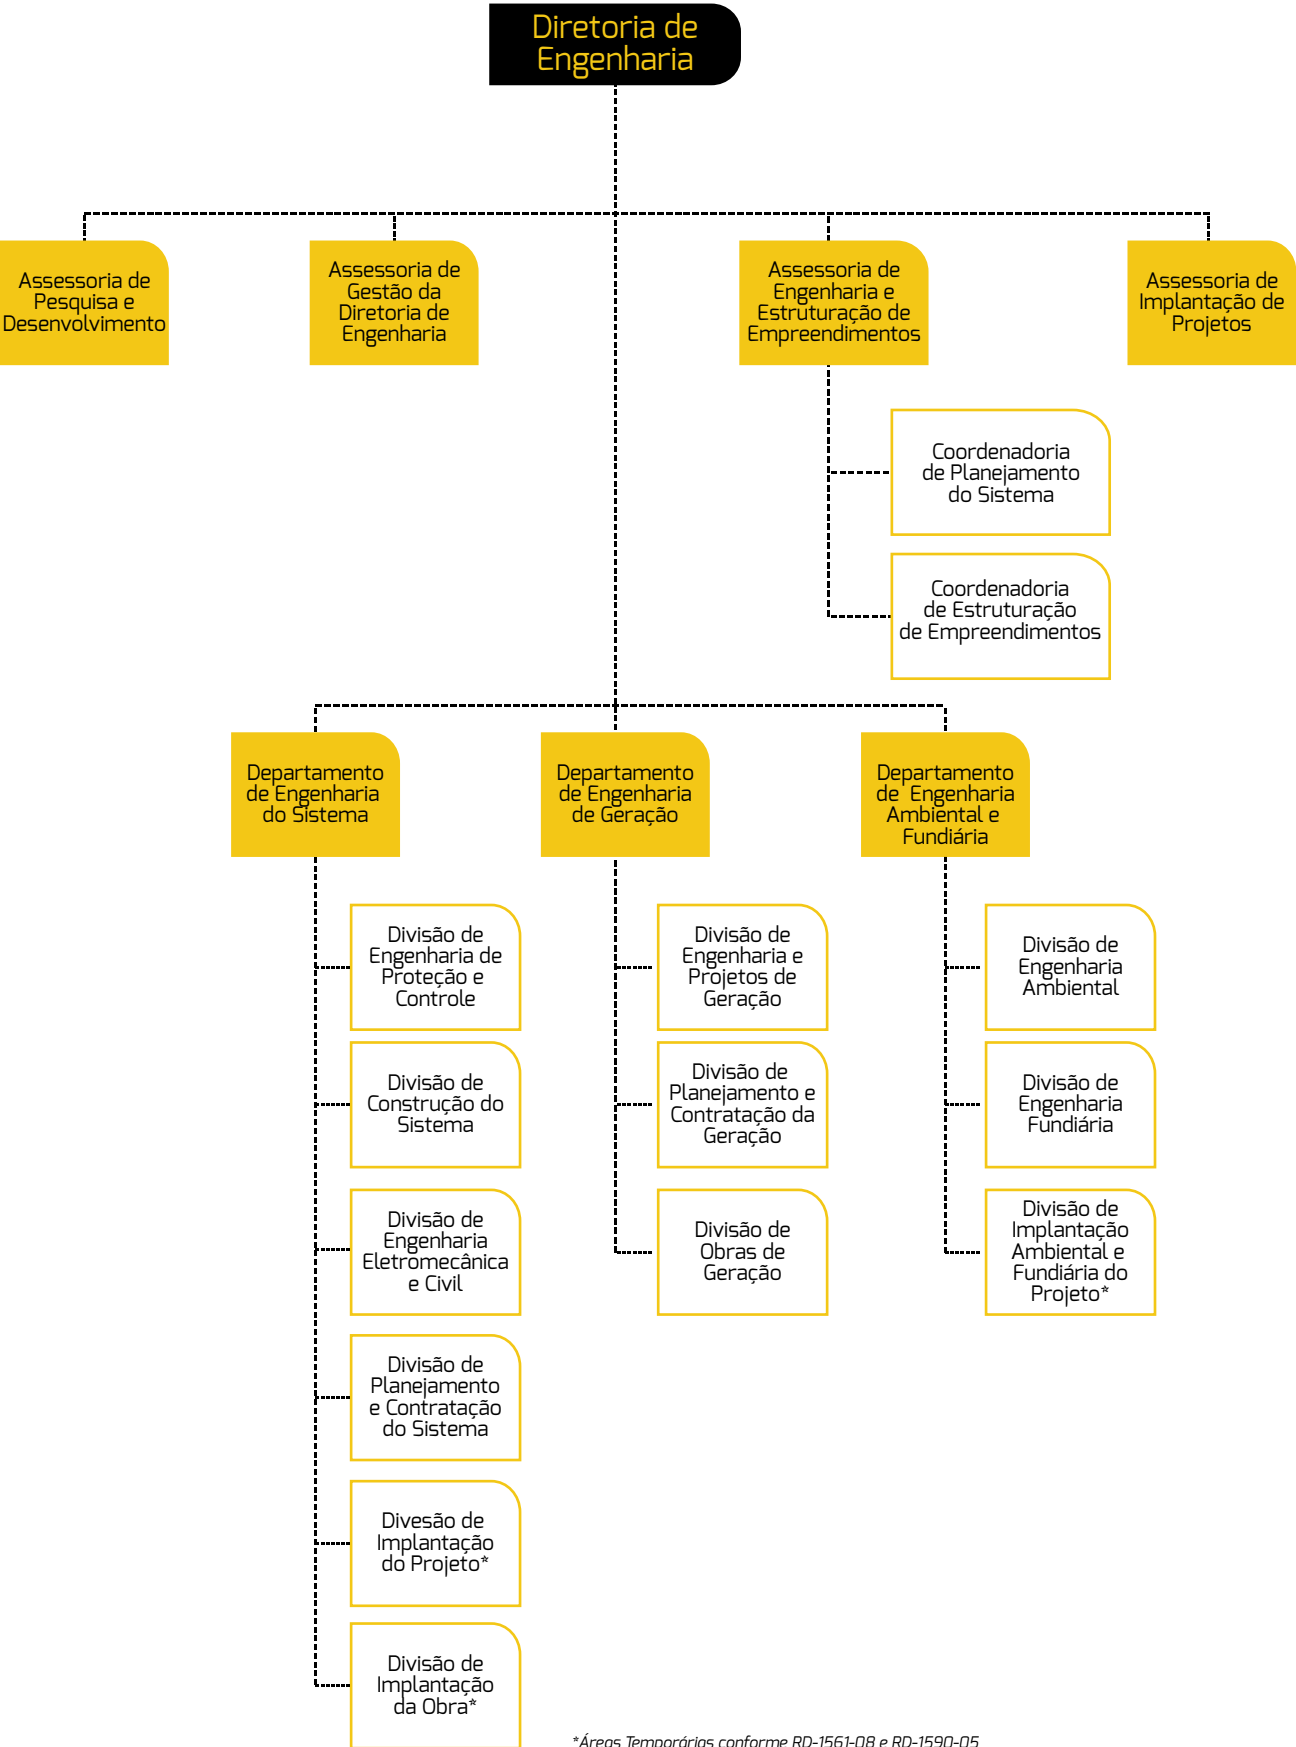 Diretoria de
Engenharia
Assessoria de
Pesquisa e
Desenvolvimento
Assessoria de
Gestão da
Diretoria de
Engenharia
Assessoria de
Engenharia e
Estruturação de
Empreendimentos
Assessoria de
Implantação de
Projetos
Coordenadoria
de Planejamento
do Sistema
Coordenadoria
de Estruturação
de Empreendimentos
Departamento
de Engenharia
do Sistema
Departamento
de Engenharia
de Geração
Departamento
de Engenharia
Ambiental e
Fundiária
Divisão de
Engenharia de
Proteção e
Controle
Divisão de
Construção do
Sistema
Divisão de
Engenharia
Eletromecânica
e Civil
Divisão de
Planejamento
e Contratação
do Sistema
Divesão de
Implantação
do Projeto*
Divisão de
Implantação
da Obra*
Divisão de
Engenharia e
Projetos de
Geração
Divisão de
Planejamento e
Contratação da
Geração
Divisão de
Obras de
Geração
Divisão de
Engenharia
Ambiental
Divisão de
Engenharia
Fundiária
Divisão de
Implantação
Ambiental e
Fundiária do
Projeto*
*Áreas Temporárias conforme RD-1561-08 e RD-1590-05